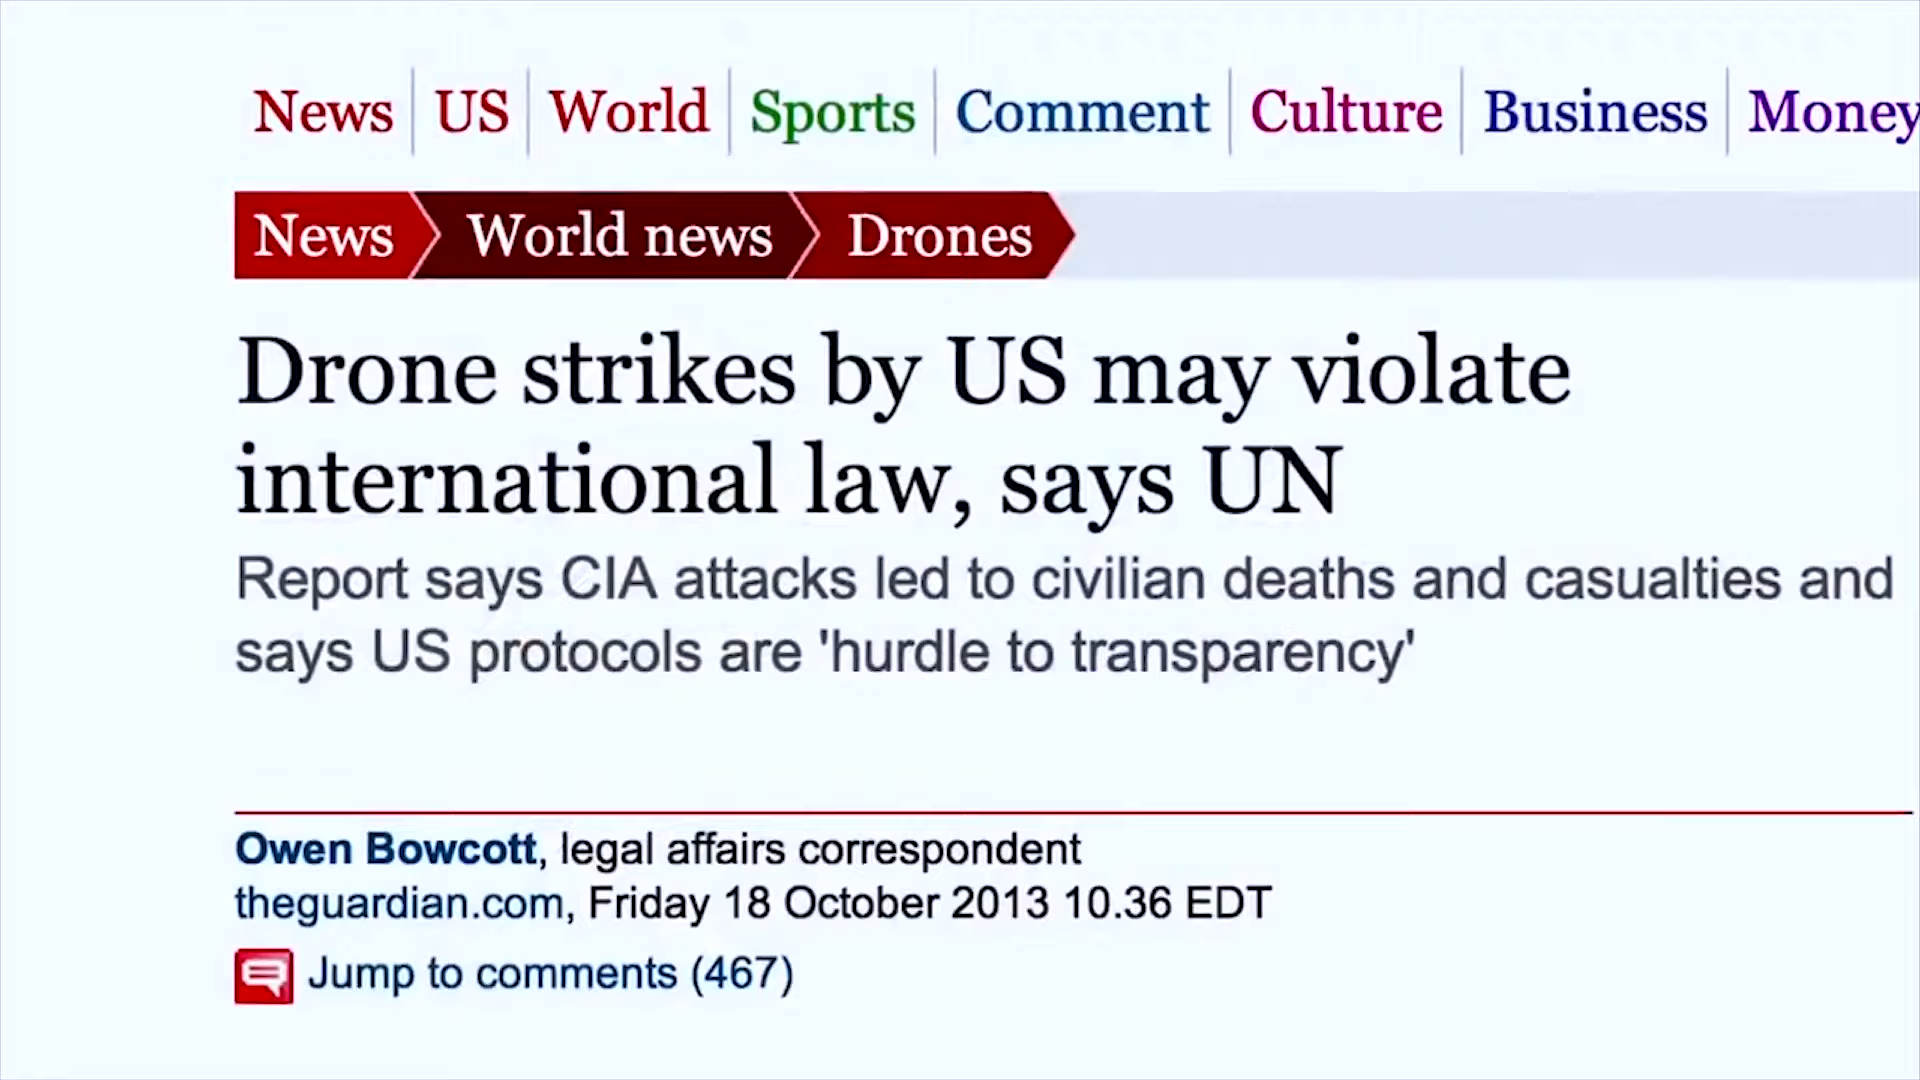 News US World Sports Comment Culture Business Money
News World news Drones
Drone strikes by US may violate
international law, says UN
Report says CIA attacks led to civilian deaths and casualties and
says US protocols are 'hurdle to transparency'
Owen Bowcott, legal affairs correspondent
theguardian.com, Friday 18 October 2013 10.36 EDT
Jump to comments (467)